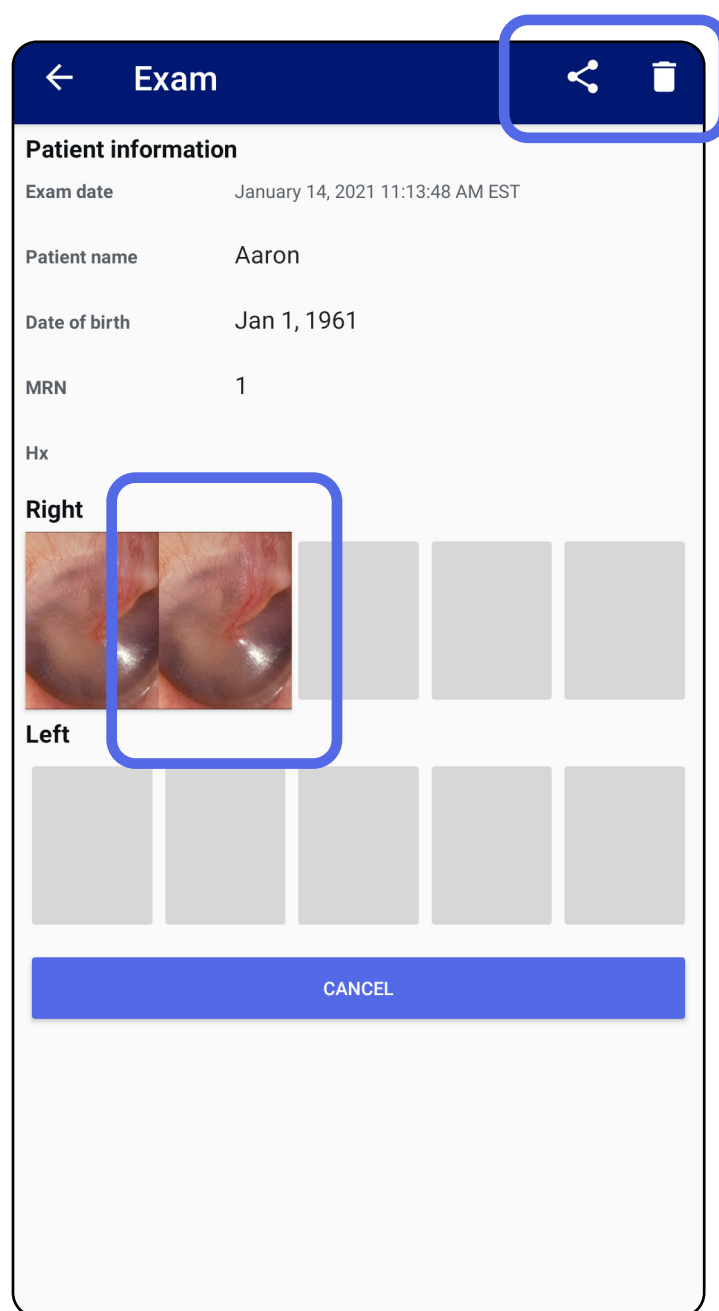 Exam
Patient information
Exam date January 14, 2021 11:13:48 AM EST
Patient name Aaron
Date of birth Jan 1, 1961
MRN 1
Hx
Right
Left
CANCEL